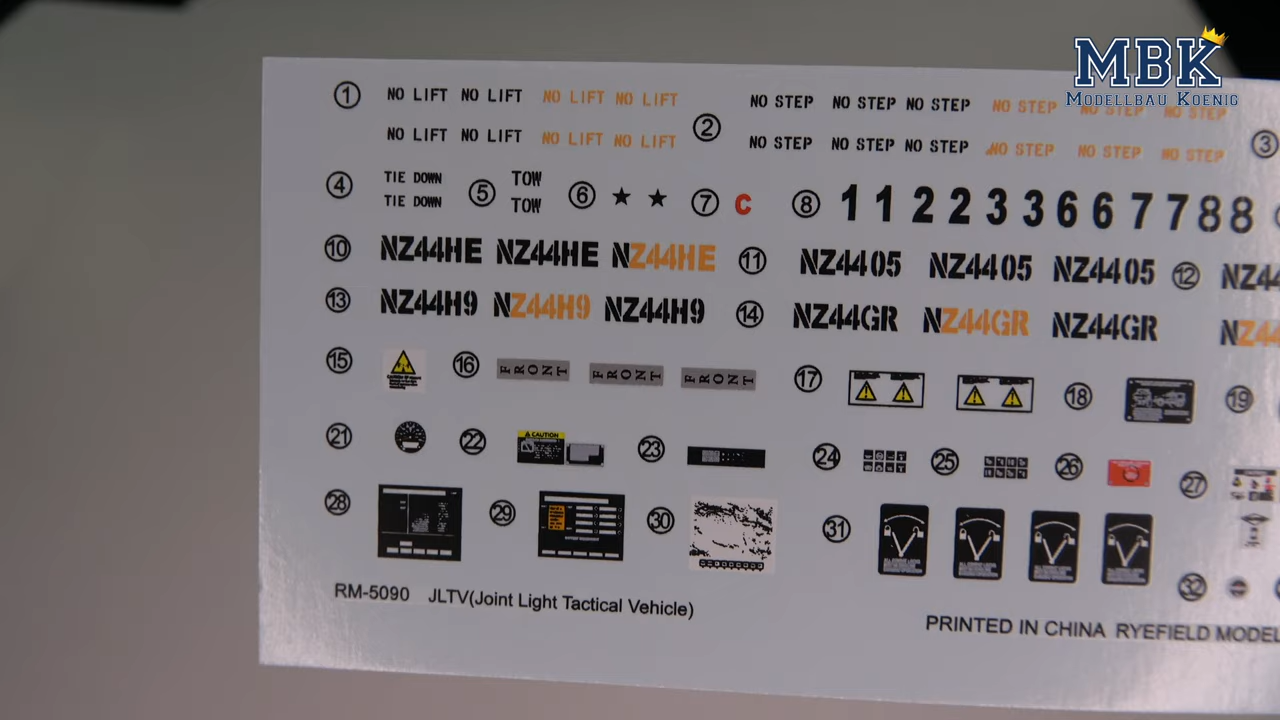 MBK
MODELLBAU KOENIG
1 NO LIFT NO LIFT NO LIFT NO LIFT
NO LIFT NO LIFT NO LIFT NO LIFT
2 NO STEP NO STEP NO STEP NO STEP NO STEP NO STEP
NO STEP NO STEP NO STEP NO STEP NO STEP NO STEP
3
4 TIE DOWN
TIE DOWN
5 TOW
TOW
6 ★ ★ 7 C 8 1 1 2 2 3 3 6 6 7 7 8 8
10 NZ44HE NZ44HE NZ44HE 11 NZ4405 NZ4405 NZ4405 12 NZ44
13 NZ44H9 NZ44H9 NZ44H9 14 NZ44GR NZ44GR NZ44GR NZ44
15 16 FRONT FRONT FRONT 17 18 19
21 22 CAUTION 23 24 25 26 27
28 29 30 31
32
RM-5090 JLTV(Joint Light Tactical Vehicle)
PRINTED IN CHINA RYEFIELD MODEL